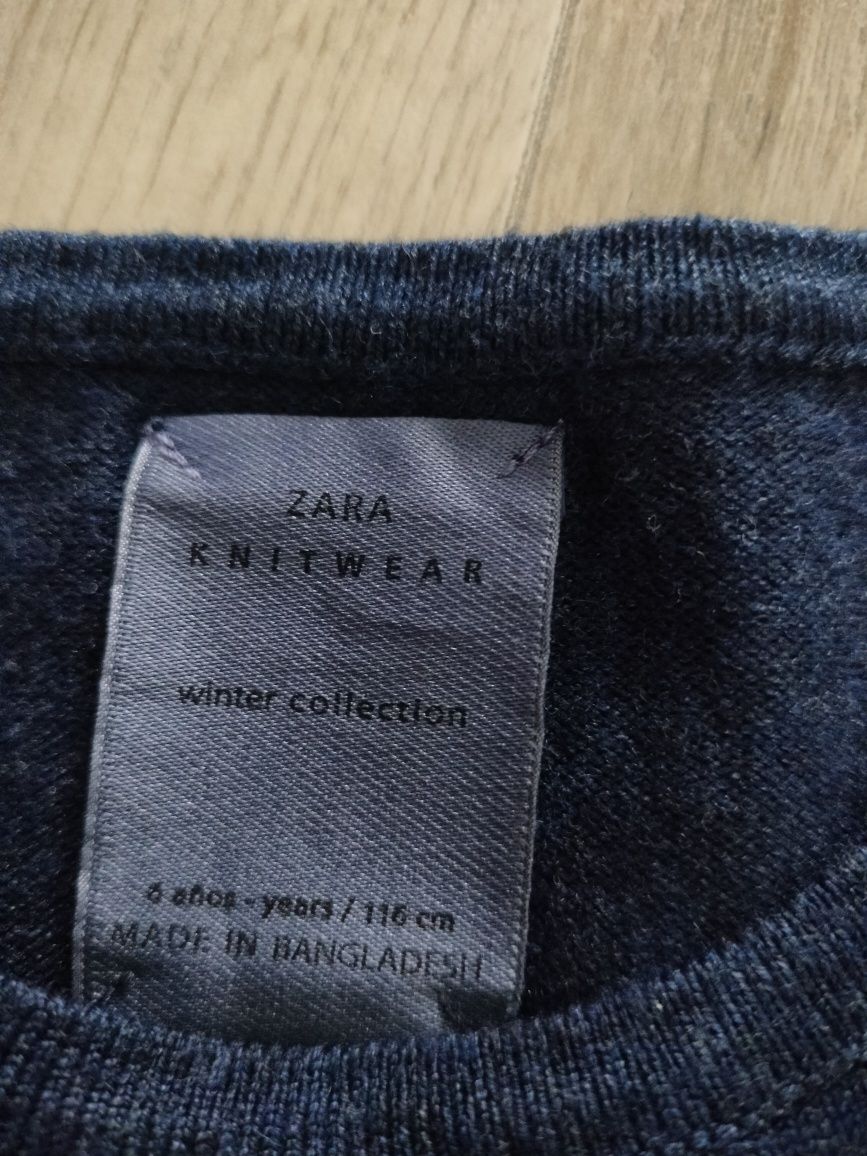 ZARA
KNITWEAR
winter collection
6 años - years / 116 cm
MADE IN BANGLADESH